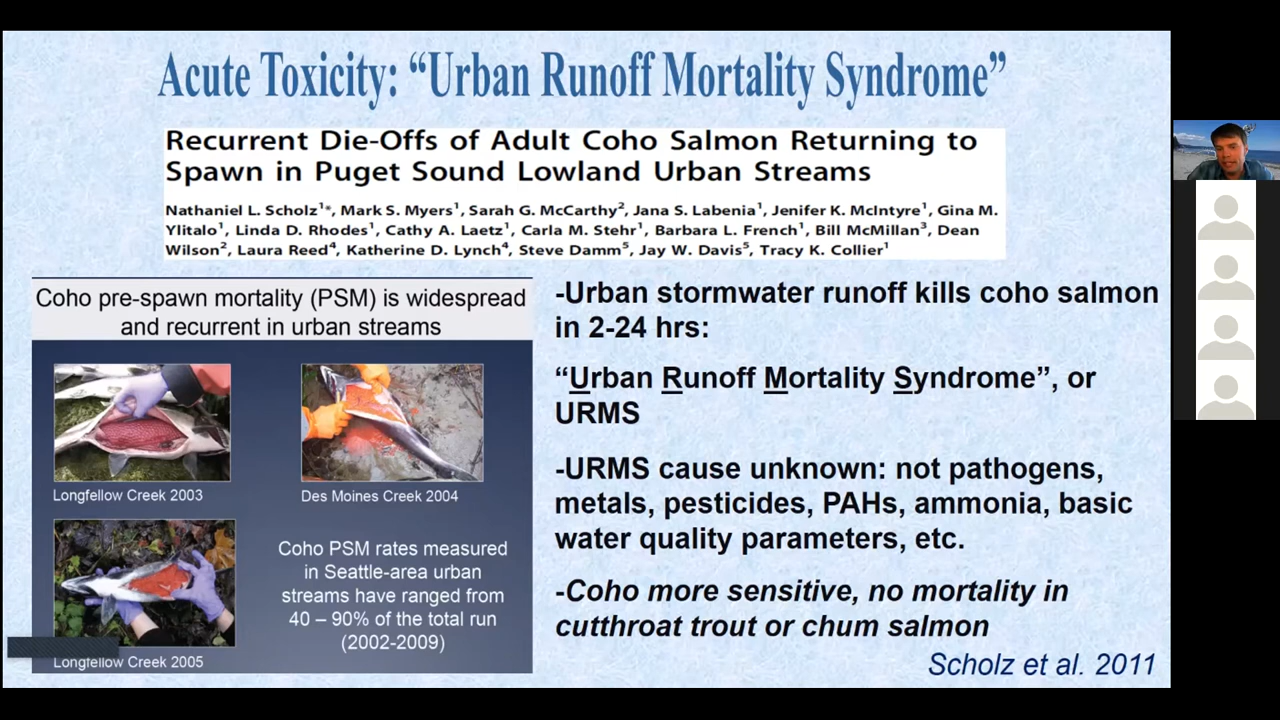 Acute Toxicity: “Urban Runoff Mortality Syndrome”
Recurrent Die-Offs of Adult Coho Salmon Returning to
Spawn in Puget Sound Lowland Urban Streams
Nathaniel L. Scholz¹*, Mark S. Myers¹, Sarah G. McCarthy², Jana S. Labenia¹, Jenifer K. McIntyre¹, Gina M.
Ylitalo¹, Linda D. Rhodes¹, Cathy A. Laetz¹, Carla M. Stehr¹, Barbara L. French¹, Bill McMillan³, Dean
Wilson², Laura Reed⁴, Katherine D. Lynch⁴, Steve Damm⁵, Jay W. Davis⁵, Tracy K. Collier¹
Coho pre-spawn mortality (PSM) is widespread
and recurrent in urban streams
Longfellow Creek 2003
Des Moines Creek 2004
Longfellow Creek 2005
Coho PSM rates measured
in Seattle-area urban
streams have ranged from
40 – 90% of the total run
(2002-2009)
-Urban stormwater runoff kills coho salmon
in 2-24 hrs:
“Urban Runoff Mortality Syndrome”, or
URMS
-URMS cause unknown: not pathogens,
metals, pesticides, PAHs, ammonia, basic
water quality parameters, etc.
-Coho more sensitive, no mortality in
cutthroat trout or chum salmon
Scholz et al. 2011